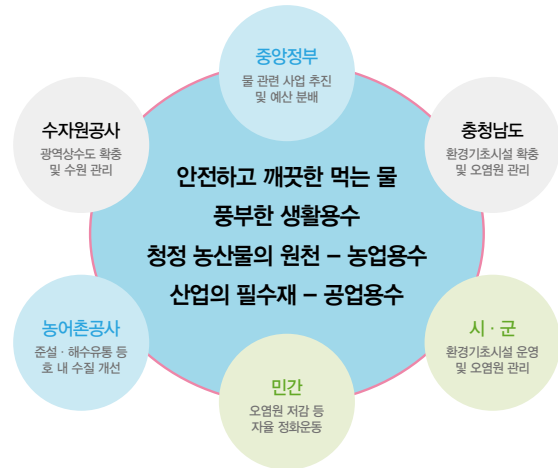 중앙정부
물 관련 사업 추진
및 예산 분배
수자원공사
광역상수도 확충
및 수원 관리
충청남도
환경기초시설 확충
및 오염원 관리
안전하고 깨끗한 먹는 물
풍부한 생활용수
청정 농산물의 원천 – 농업용수
산업의 필수재 – 공업용수
농어촌공사
준설 · 해수유통 등
호 내 수질 개선
시 · 군
환경기초시설 운영
및 오염원 관리
민간
오염원 저감 등
자율 정화운동